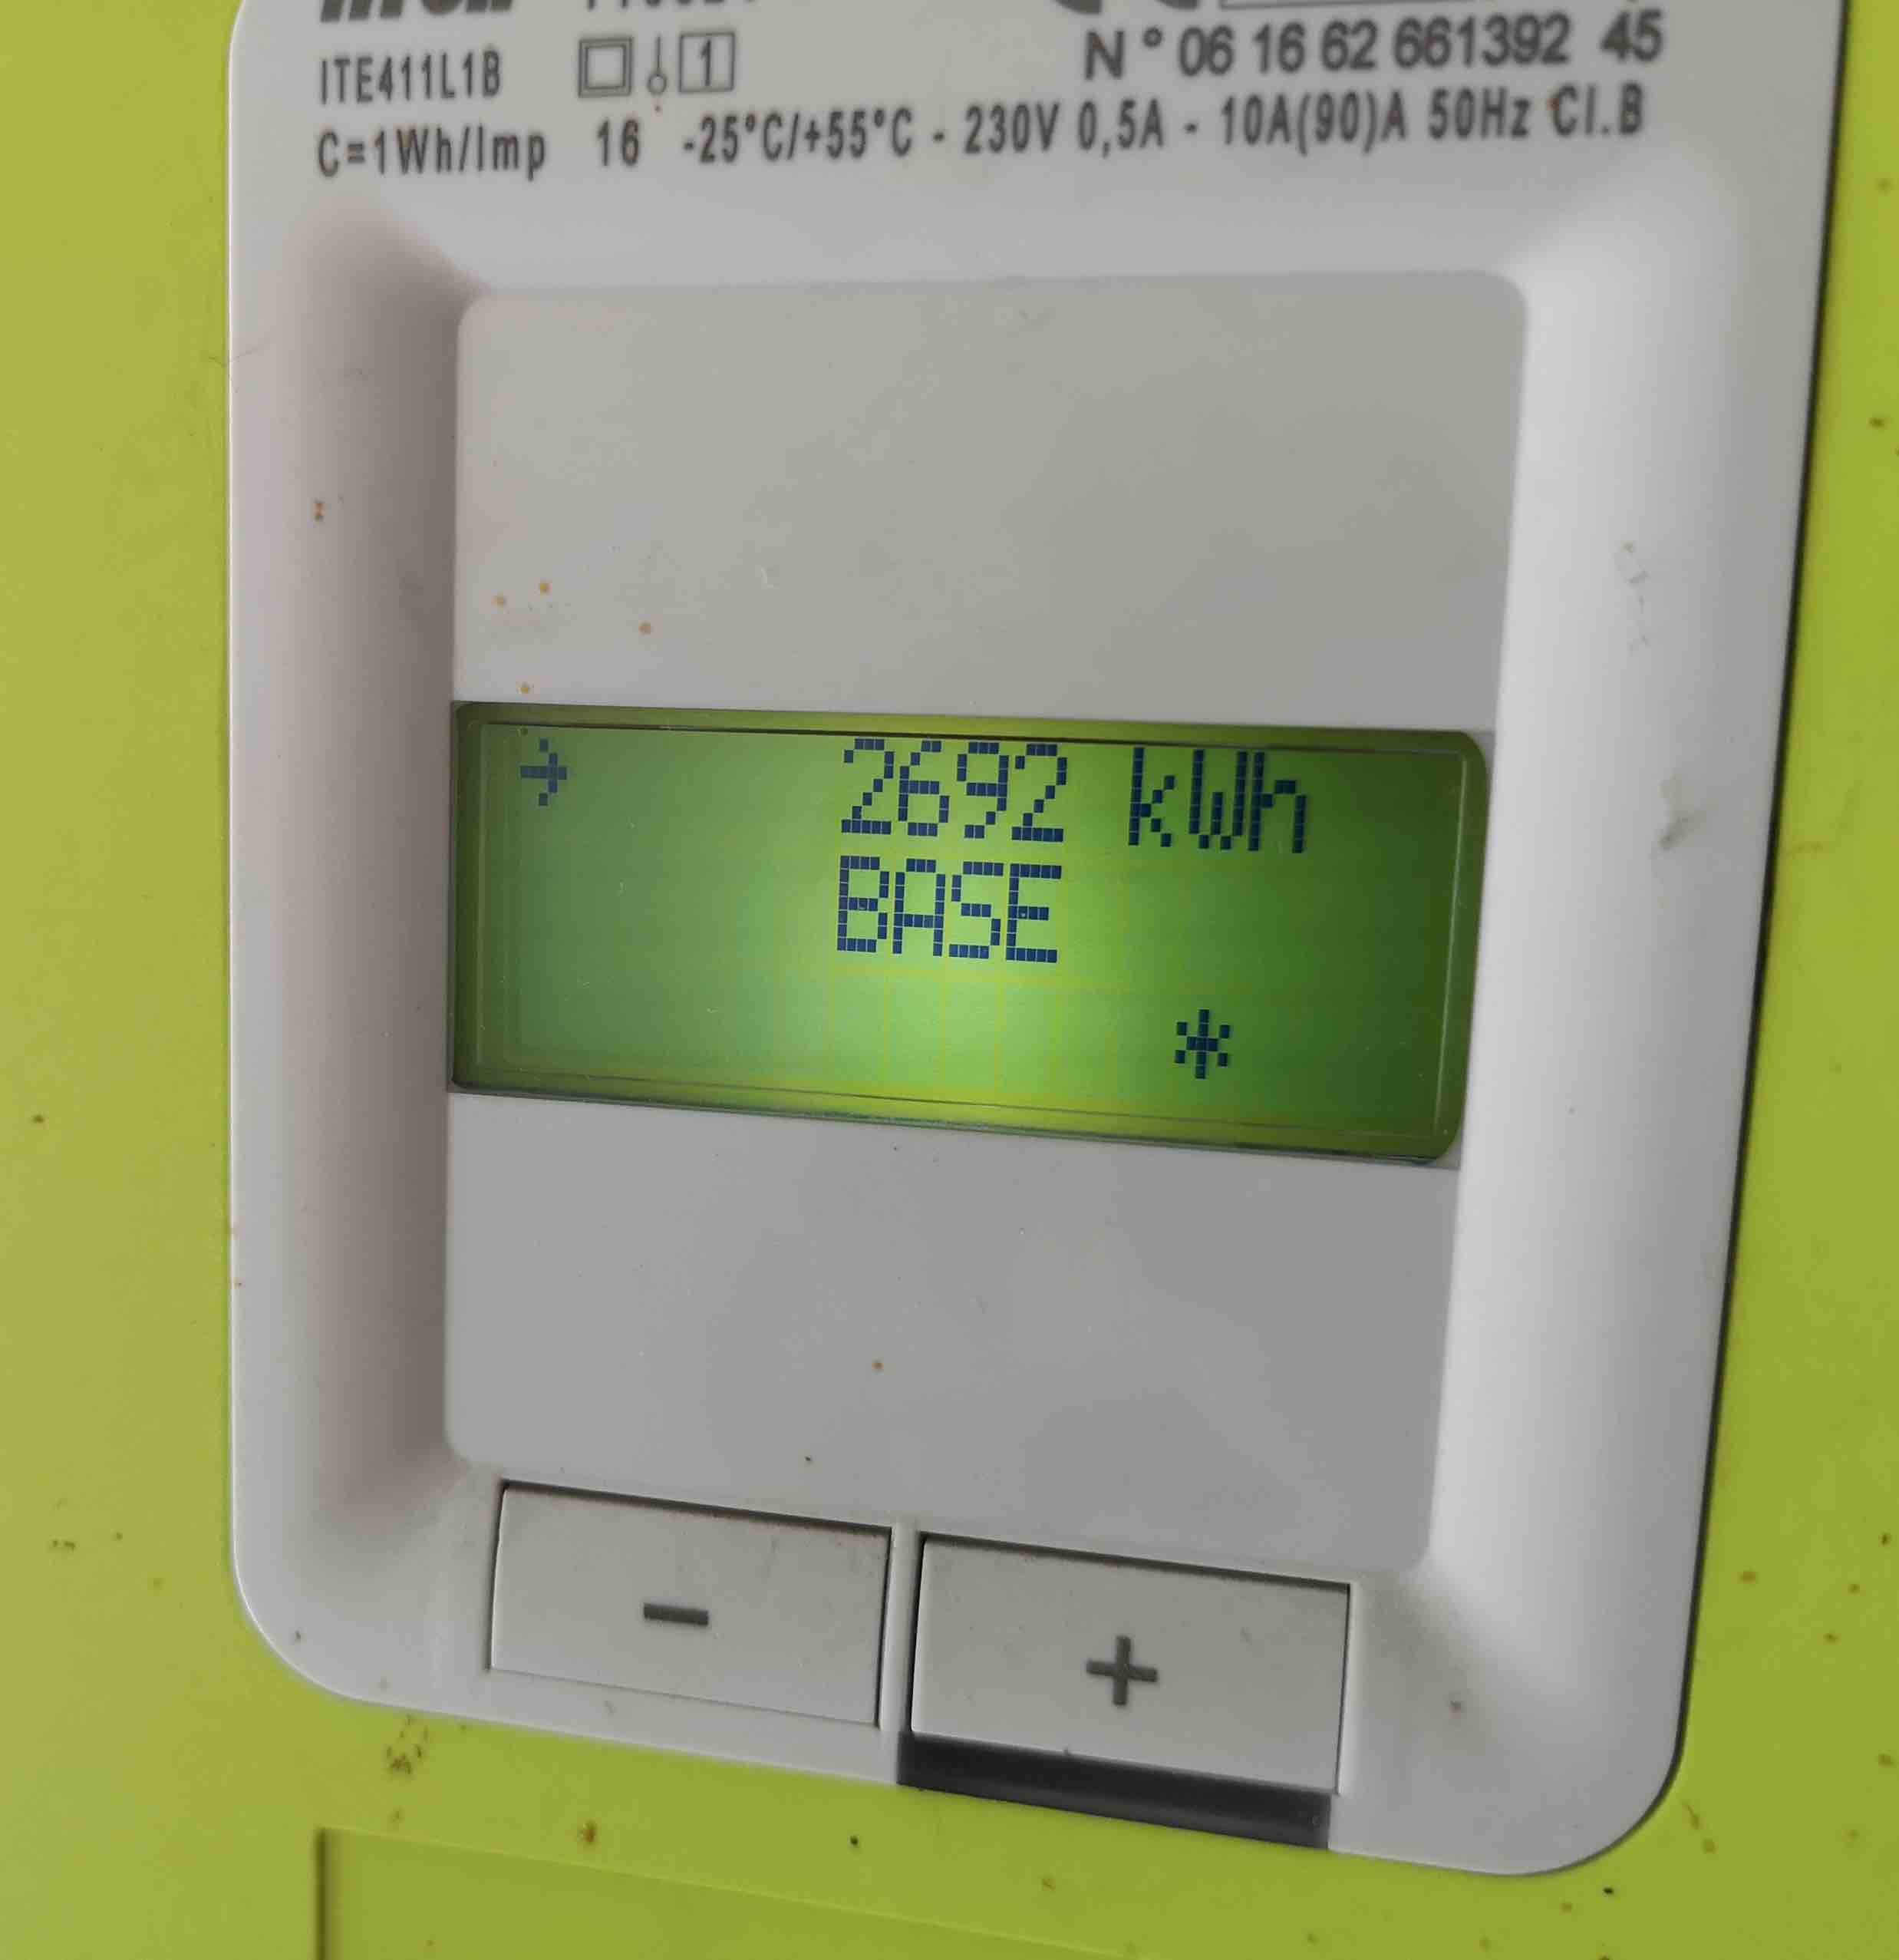 ITE411L1B 1 N° 06 16 62 661392 45
C=1Wh/Imp 16 -25°C/+55°C - 230V 0,5A - 10A(90)A 50Hz Cl.B
→ 2692 kWh
BASE
*
- +